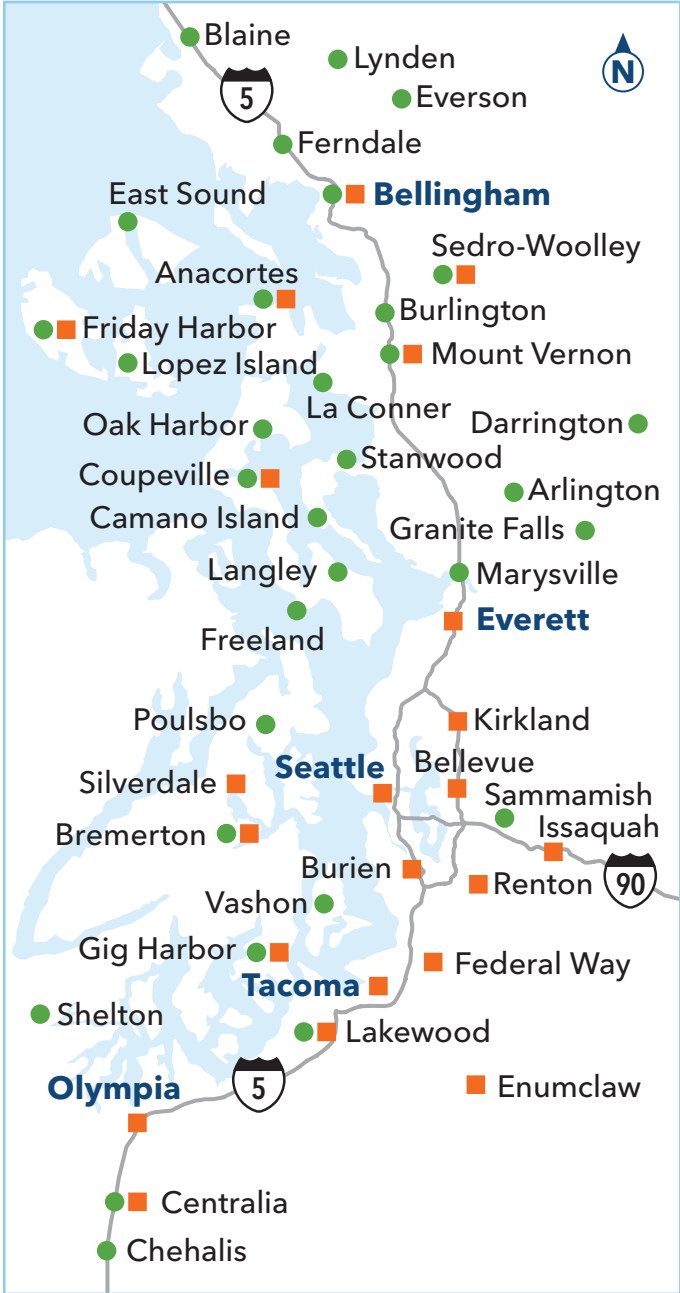 Blaine
Lynden
N
5
Everson
Ferndale
East Sound
Bellingham
Sedro-Woolley
Anacortes
Burlington
Friday Harbor
Mount Vernon
Lopez Island
La Conner
Oak Harbor
Darrington
Stanwood
Coupeville
Arlington
Camano Island
Granite Falls
Langley
Marysville
Everett
Freeland
Poulsbo
Kirkland
Seattle
Bellevue
Silverdale
Sammamish
Issaquah
Bremerton
Burien
Renton
90
Vashon
Gig Harbor
Federal Way
Tacoma
Shelton
Lakewood
Olympia
5
Enumclaw
Centralia
Chehalis